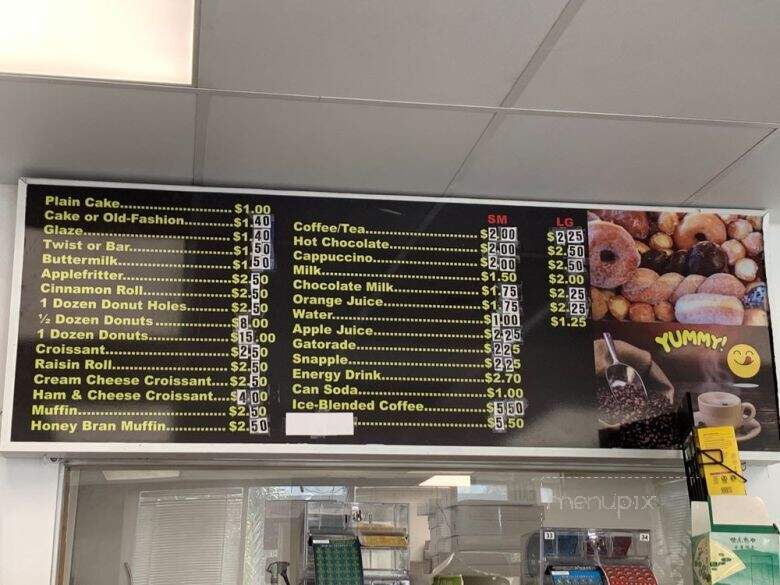 Plain Cake.......................... $1.00
Cake or Old-Fashion............ $1.40
Glaze................................. $1.40
Twist or Bar........................ $1.50
Buttermilk.......................... $1.50
Applefritter......................... $2.50
Cinnamon Roll.................... $2.50
1 Dozen Donut Holes.......... $2.50
½ Dozen Donuts ................ $8.00
1 Dozen Donuts.................. $15.00
Croissant............................ $2.50
Raisin Roll.......................... $2.50
Cream Cheese Croissant.... $2.50
Ham & Cheese Croissant.... $4.00
Muffin................................. $2.50
Honey Bran Muffin.............. $2.50
SM LG
Coffee/Tea.......................... $2.00 $2.25
Hot Chocolate..................... $2.00 $2.50
Cappuccino........................ $2.00 $2.50
Milk..................................... $1.50 $2.00
Chocolate Milk.................... $1.75 $2.25
Orange Juice...................... $1.75 $2.25
Water.................................. $1.00 $1.25
Apple Juice......................... $2.25
Gatorade............................. $2.25
Snapple............................... $2.25
Energy Drink....................... $2.70
Can Soda............................ $1.00
Ice-Blended Coffee............. $5.50
$5.50
YUMMY!
menupix
33
34